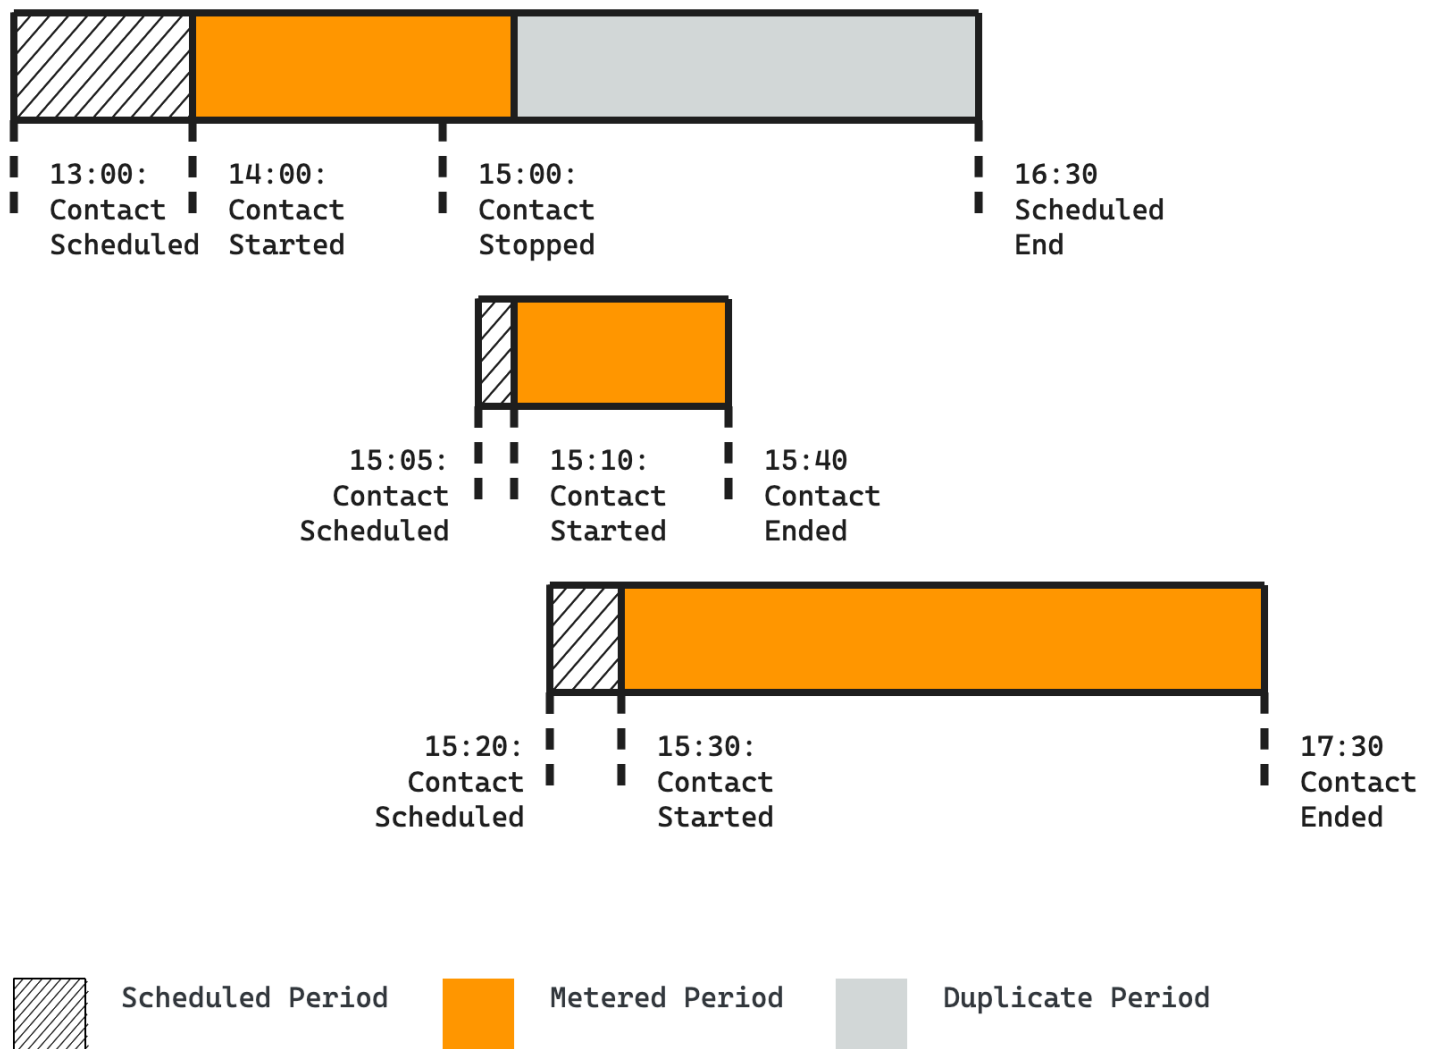 13:00:
Contact
Scheduled
14:00:
Contact
Started
15:00:
Contact
Stopped
16:30
Scheduled
End
15:05:
Contact
Scheduled
15:10:
Contact
Started
15:40
Contact
Ended
15:20:
Contact
Scheduled
15:30:
Contact
Started
17:30
Contact
Ended
Scheduled Period
Metered Period
Duplicate Period